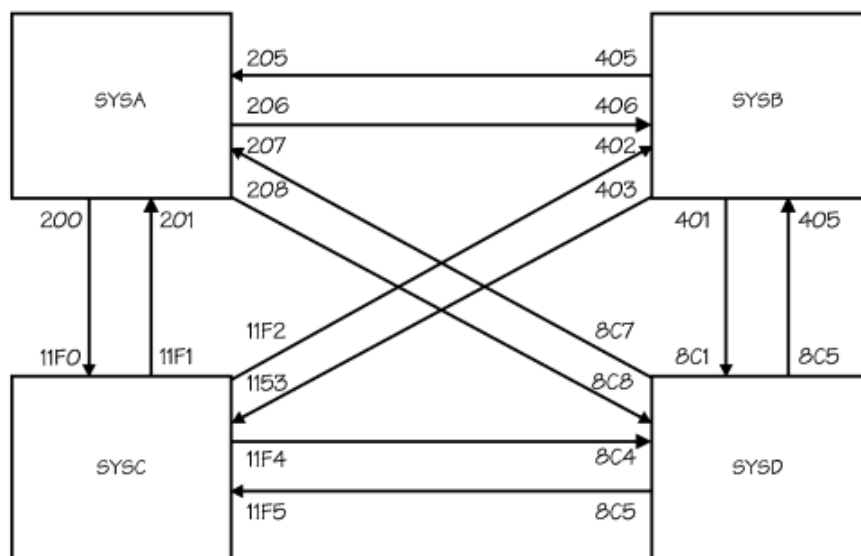 205 405
SYSA SYSB
206 406
207 402
208 403
200 201 401 405
11F2 8C7
11F0 11F1 8C1 8C5
1153 8C8
11F4 8C4
SYSC SYSD
11F5 8C5